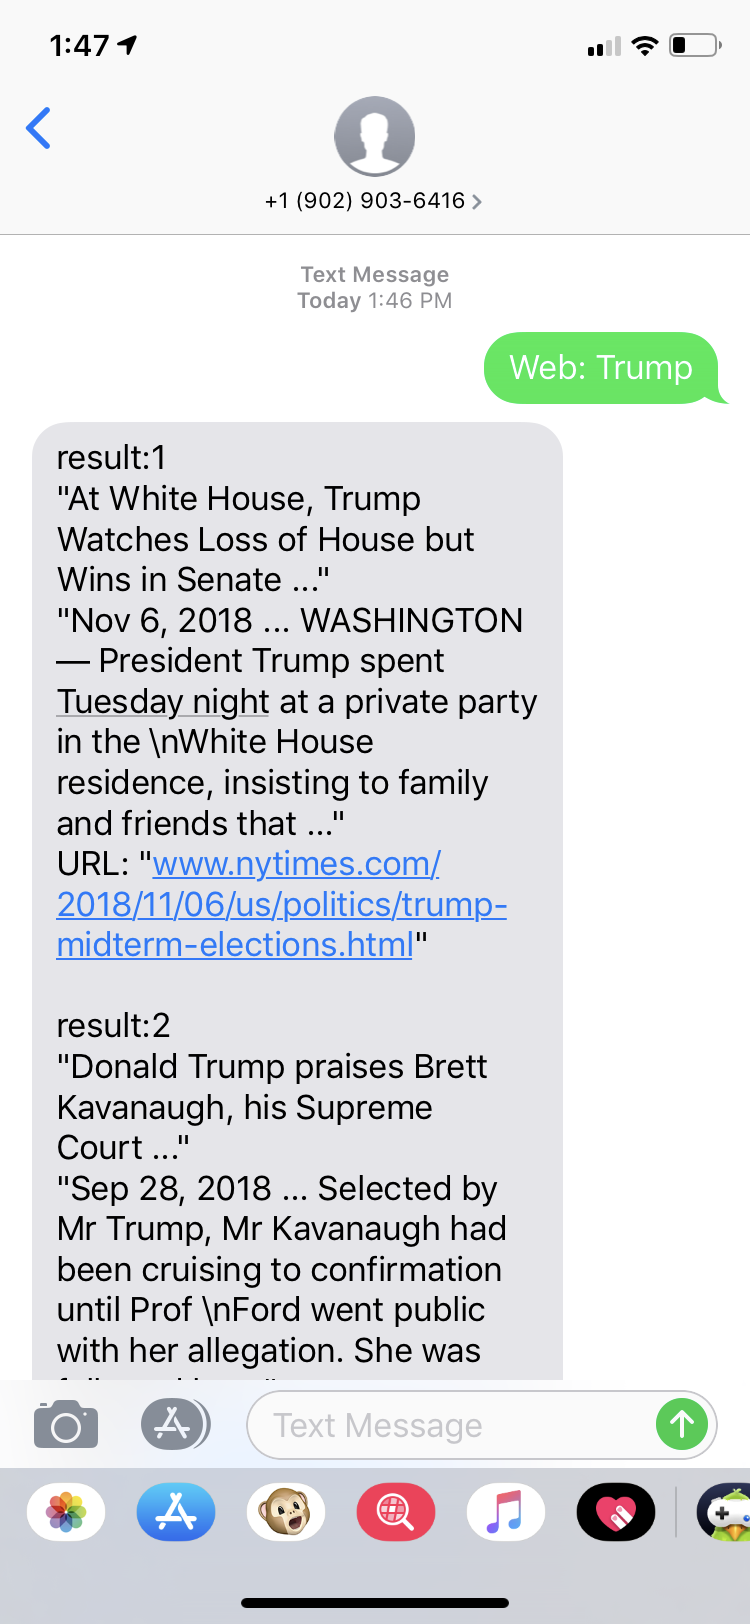 1:47
+1 (902) 903-6416
Text Message
Today 1:46 PM
Web: Trump
result:1
"At White House, Trump
Watches Loss of House but
Wins in Senate ..."
"Nov 6, 2018 ... WASHINGTON
— President Trump spent
Tuesday night at a private party
in the \nWhite House
residence, insisting to family
and friends that ..."
URL: "www.nytimes.com/
2018/11/06/us/politics/trump-
midterm-elections.html"
result:2
"Donald Trump praises Brett
Kavanaugh, his Supreme
Court ..."
"Sep 28, 2018 ... Selected by
Mr Trump, Mr Kavanaugh had
been cruising to confirmation
until Prof \nFord went public
with her allegation. She was
Text Message